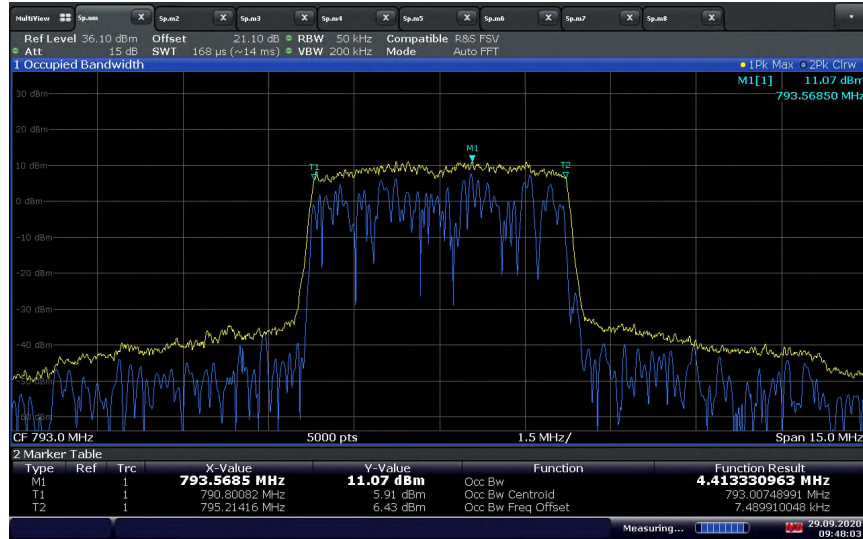 MultiView Sp.um X Sp.m2 X Sp.m3 X Sp.m4 X Sp.m5 X Sp.m6 X Sp.m7 X Sp.m8 X
Ref Level 36.10 dBm Offset 21.10 dB RBW 50 kHz Compatible R&S FSV
Att 15 dB SWT 168 µs (~14 ms) VBW 200 kHz Mode Auto FFT
1 Occupied Bandwidth 1Pk Max 2Pk Clrw
M1[1] 11.07 dBm
793.56850 MHz
30 dBm
20 dBm
M1
10 dBm T1 T2
0 dBm
-10 dBm
-20 dBm
-30 dBm
-40 dBm
-50 dBm
-60 dBm
CF 793.0 MHz 5000 pts 1.5 MHz/ Span 15.0 MHz
2 Marker Table
Type Ref Trc X-Value Y-Value Function Function Result
M1 1 793.5685 MHz 11.07 dBm Occ Bw 4.413330963 MHz
T1 1 790.80082 MHz 5.91 dBm Occ Bw Centroid 793.00748991 MHz
T2 1 795.21416 MHz 6.43 dBm Occ Bw Freq Offset 7.489910048 kHz
Measuring... 29.09.2020
09:48:03